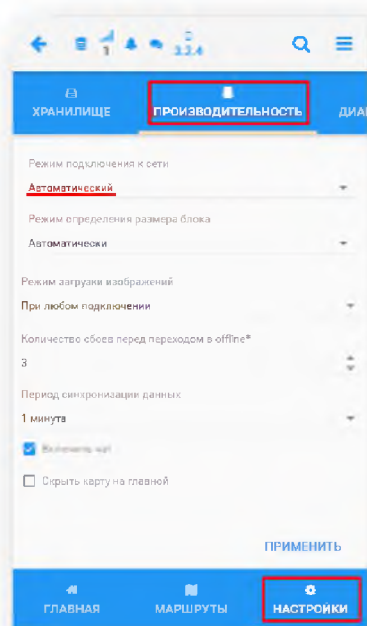 1
3.2.4
ХРАНИЛИЩЕ
ПРОИЗВОДИТЕЛЬНОСТЬ
ДИА
Режим подключения к сети
Автоматический
Режим определения размера блока
Автоматически
Режим загрузки изображений
При любом подключении
Количество сбоев перед переходом в offline*
3
Период синхронизации данных
1 минута
Включить чат
Скрыть карту на главной
ПРИМЕНИТЬ
ГЛАВНАЯ
МАРШРУТЫ
НАСТРОЙКИ